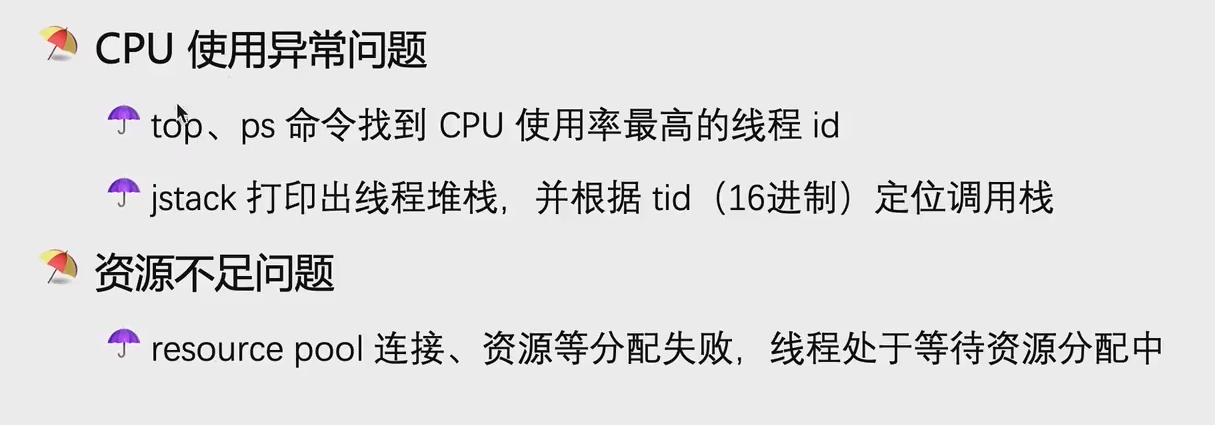 CPU 使用异常问题
top、ps 命令找到 CPU 使用率最高的线程 id
jstack 打印出线程堆栈，并根据 tid（16进制）定位调用栈
资源不足问题
resource pool 连接、资源等分配失败，线程处于等待资源分配中